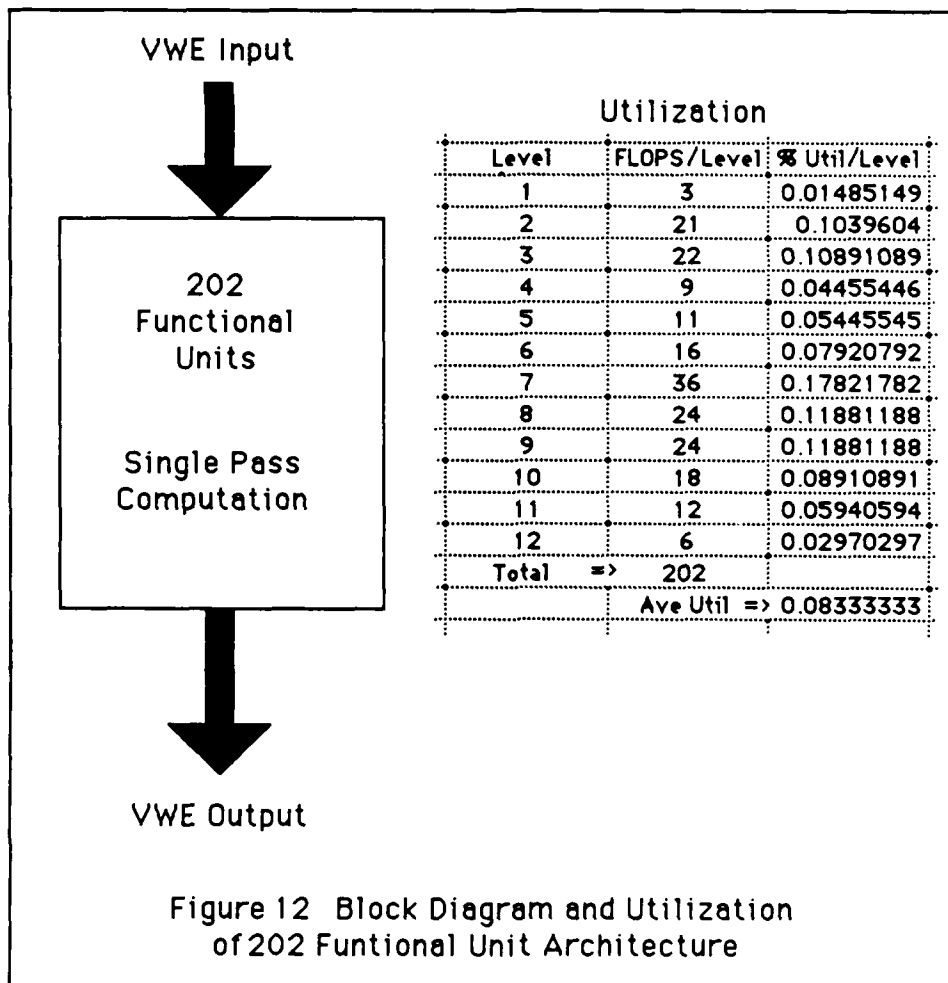 VWE Input
202
Functional
Units
Single Pass
Computation
VWE Output
Utilization
Level FLOPS/Level % Util/Level
1 3 0.01485149
2 21 0.1039604
3 22 0.10891089
4 9 0.04455446
5 11 0.05445545
6 16 0.07920792
7 36 0.17821782
8 24 0.11881188
9 24 0.11881188
10 18 0.08910891
11 12 0.05940594
12 6 0.02970297
Total => 202
Ave Util => 0.08333333
Figure 12 Block Diagram and Utilization
of 202 Funtional Unit Architecture